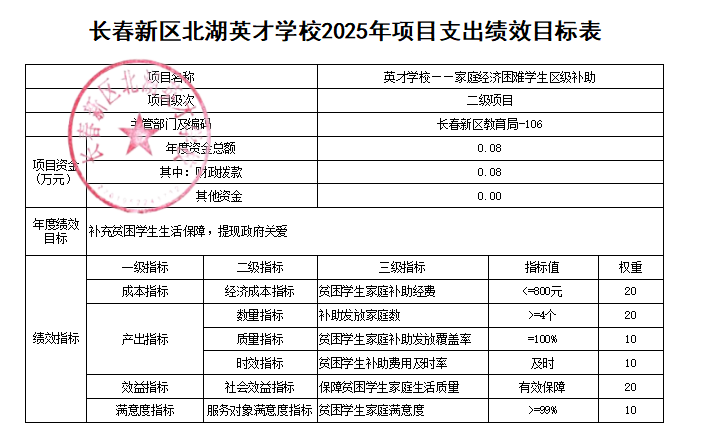 长春新区北湖英才学校2025年项目支出绩效目标表
项目名称 英才学校——家庭经济困难学生区级补助
项目级次 二级项目
主管部门及编码 长春新区教育局-106
项目资金（万元） 年度资金总额 0.08
其中：财政拨款 0.08
其他资金 0.00
年度绩效目标 补充贫困学生生活保障，提现政府关爱
绩效指标 一级指标 二级指标 三级指标 指标值 权重
成本指标 经济成本指标 贫困学生家庭补助经费 <=800元 20
产出指标 数量指标 补助发放家庭数 >=4个 20
质量指标 贫困学生家庭补助发放覆盖率 =100% 10
时效指标 贫困学生补助费用及时率 及时 10
效益指标 社会效益指标 保障贫困学生家庭生活质量 有效保障 20
满意度指标 服务对象满意度指标 贫困学生家庭满意度 >=99% 10
长春新区北湖英才学校